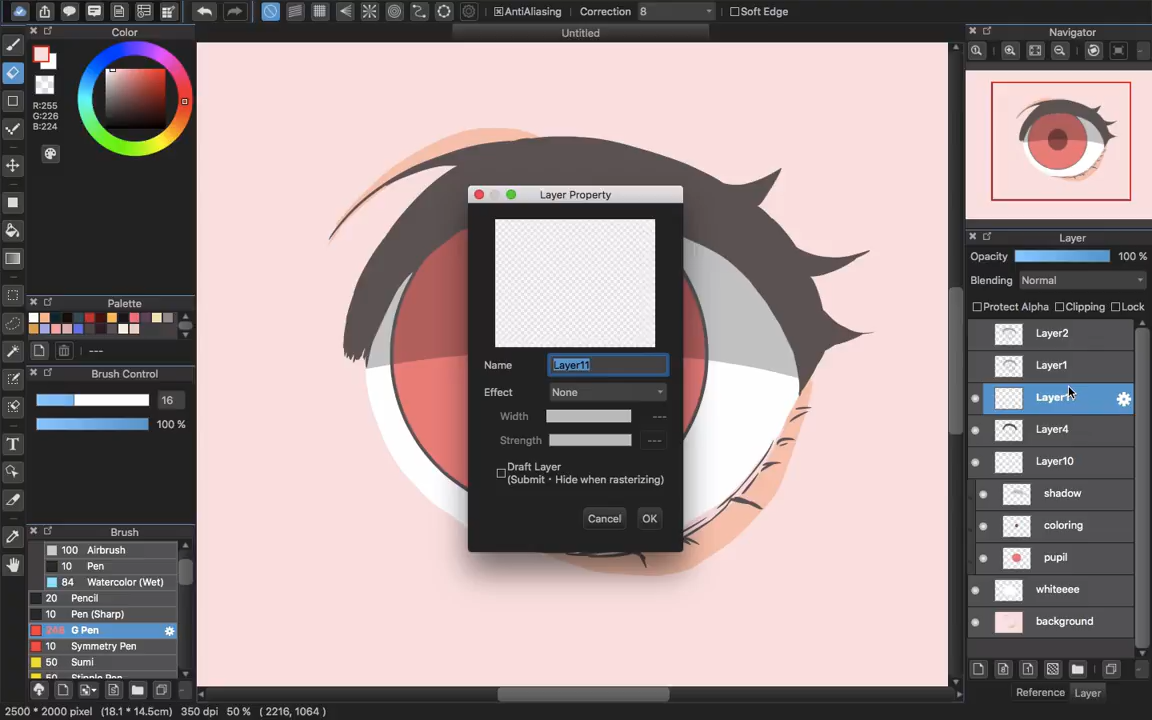 AntiAliasing Correction 8 Soft Edge
Color
Untitled
Navigator
R:255
G:226
B:224
Layer Property
Layer
Opacity 100 %
Blending Normal
Protect Alpha Clipping Lock
Palette
---
Brush Control
16
100 %
Name Layer11
Effect None
Width ---
Strength ---
Draft Layer
(Submit・Hide when rasterizing)
Cancel OK
Layer2
Layer1
Layer4
Layer10
shadow
coloring
pupil
whiteeee
background
Brush
100 Airbrush
10 Pen
84 Watercolor (Wet)
20 Pencil
10 Pen (Sharp)
G Pen
10 Symmetry Pen
50 Sumi
Reference Layer
2500 * 2000 pixel (18.1 * 14.5cm) 350 dpi 50 % ( 2216, 1064 )